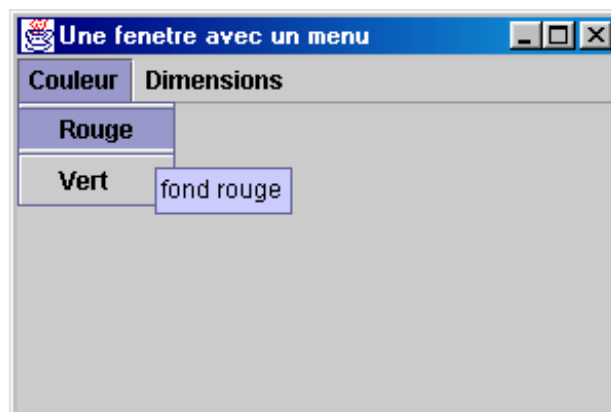 Une fenetre avec un menu
Couleur Dimensions
Rouge
Vert
fond rouge